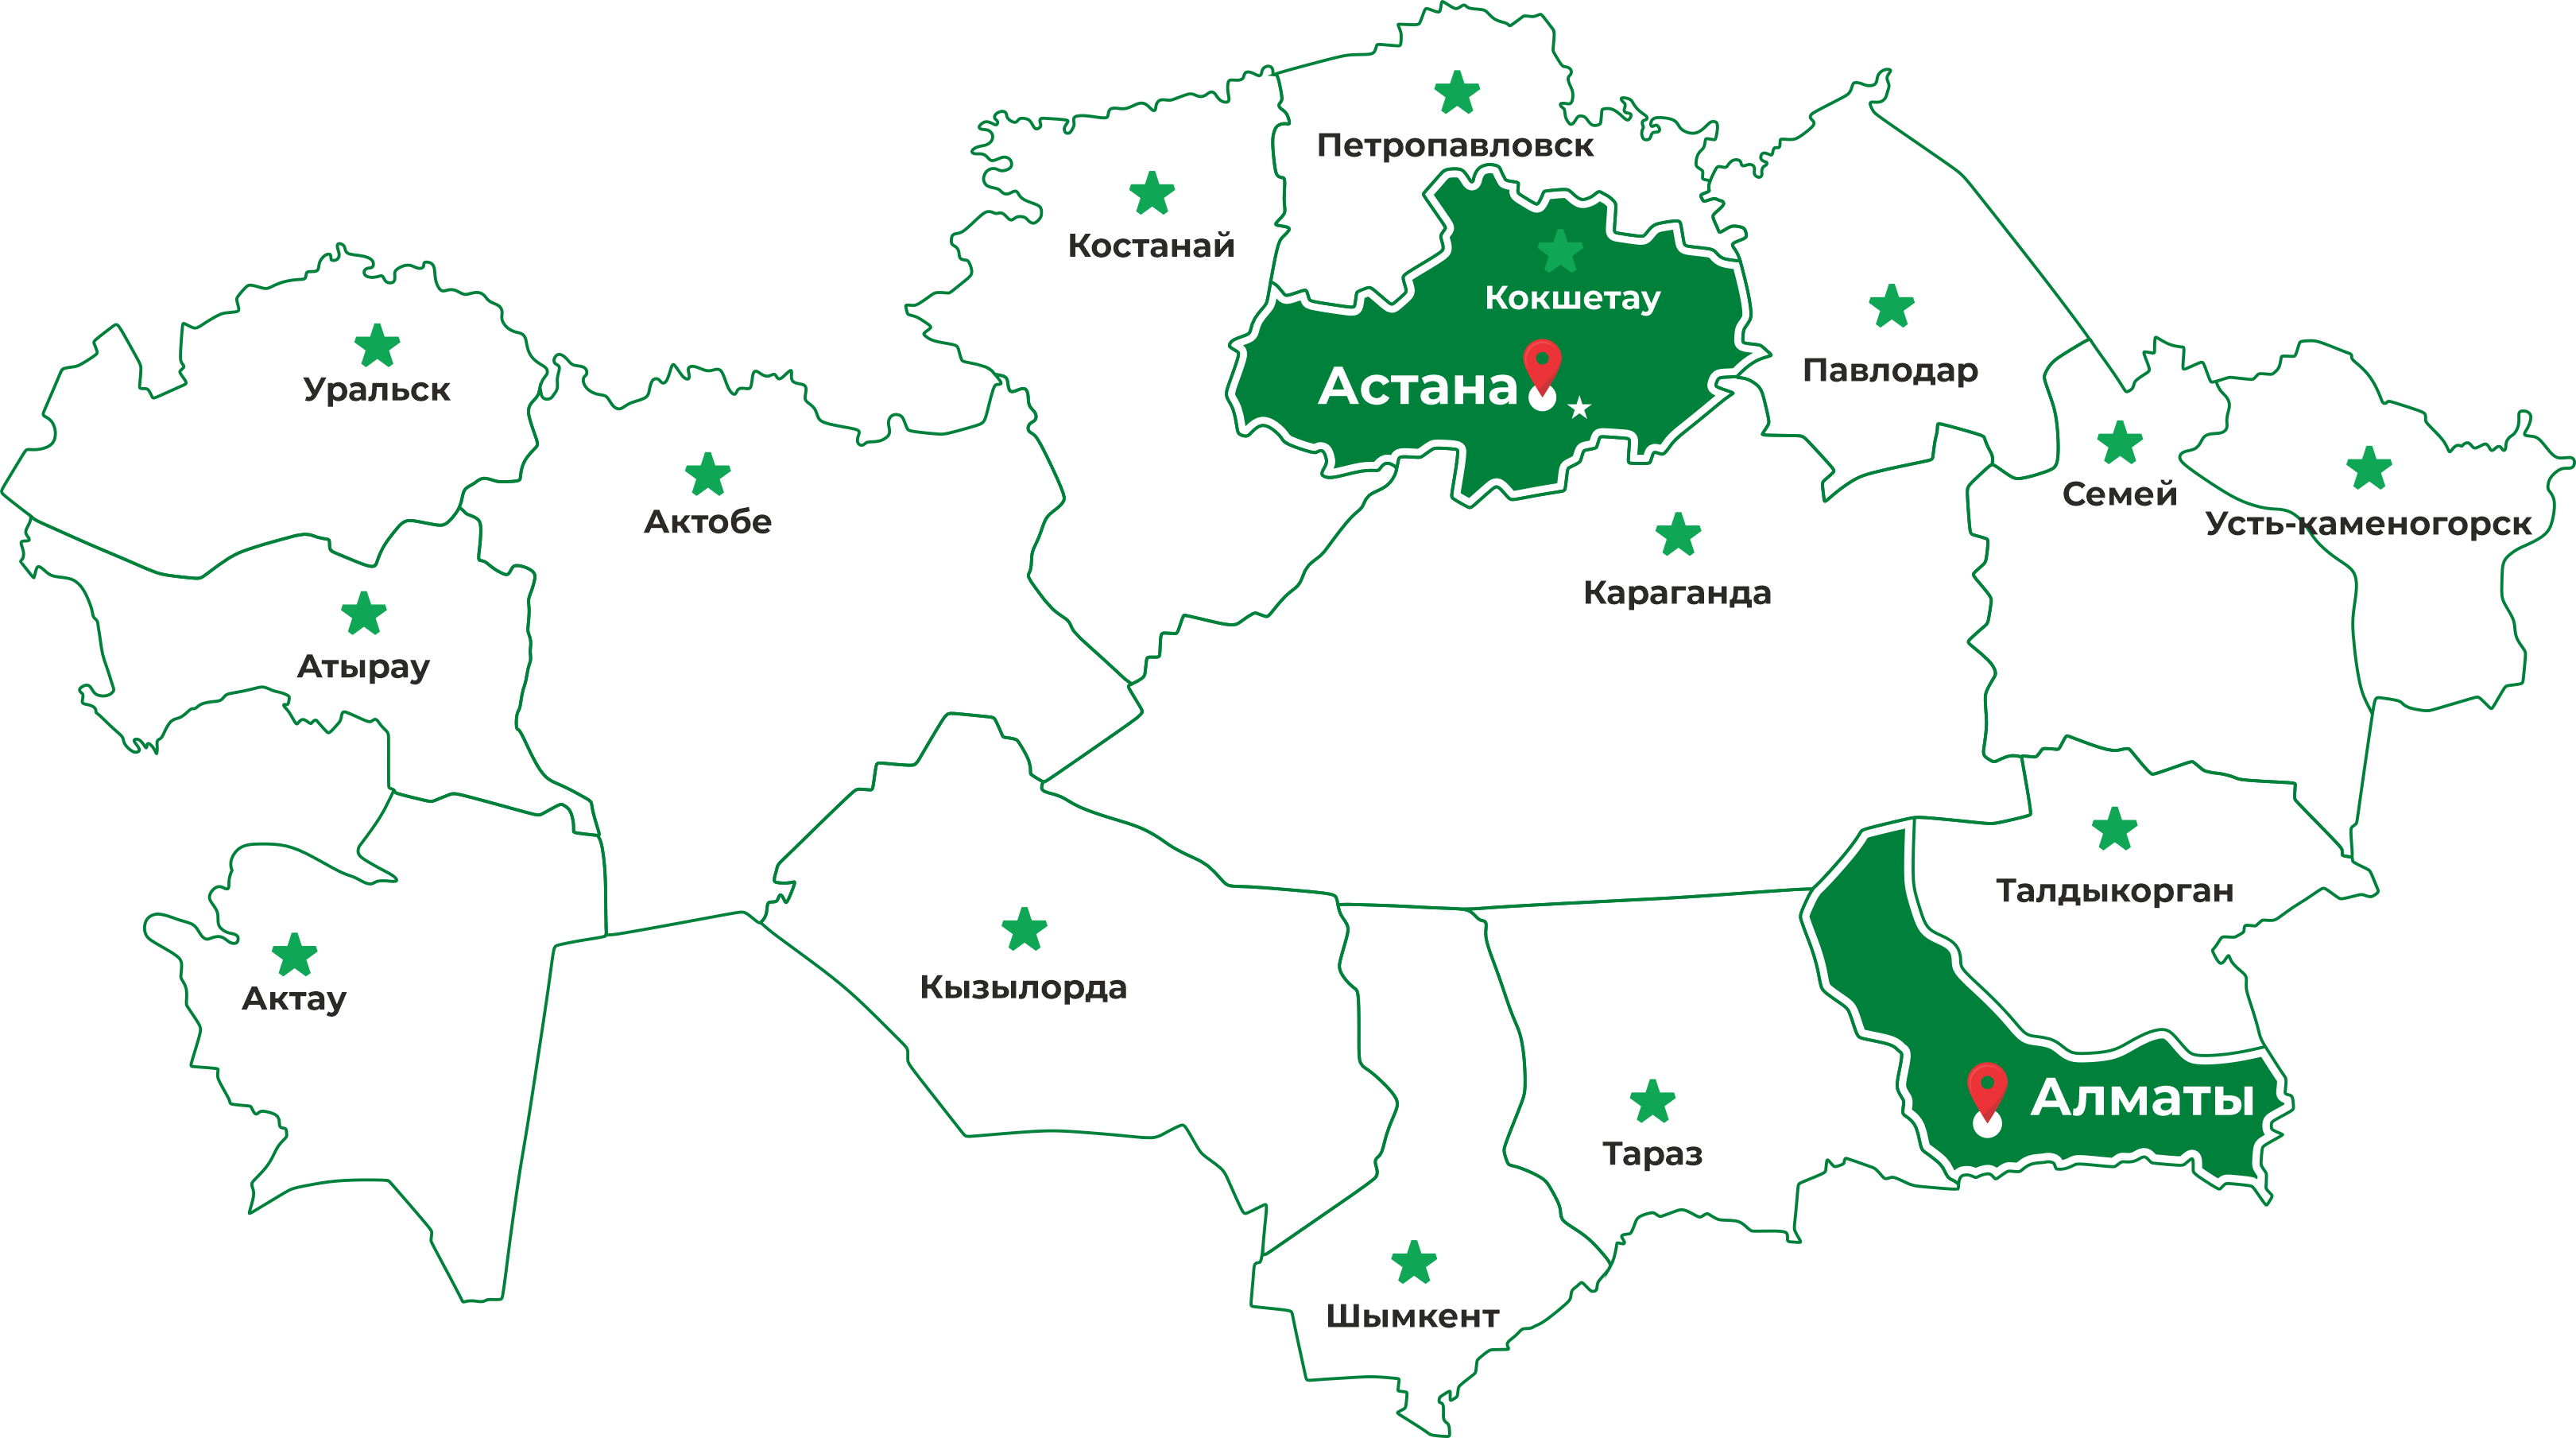 Петропавловск
Костанай
Кокшетау
Павлодар
Астана
Уральск
Семей
Актобе
Усть-каменогорск
Караганда
Атырау
Талдыкорган
Кызылорда
Актау
Алматы
Тараз
Шымкент